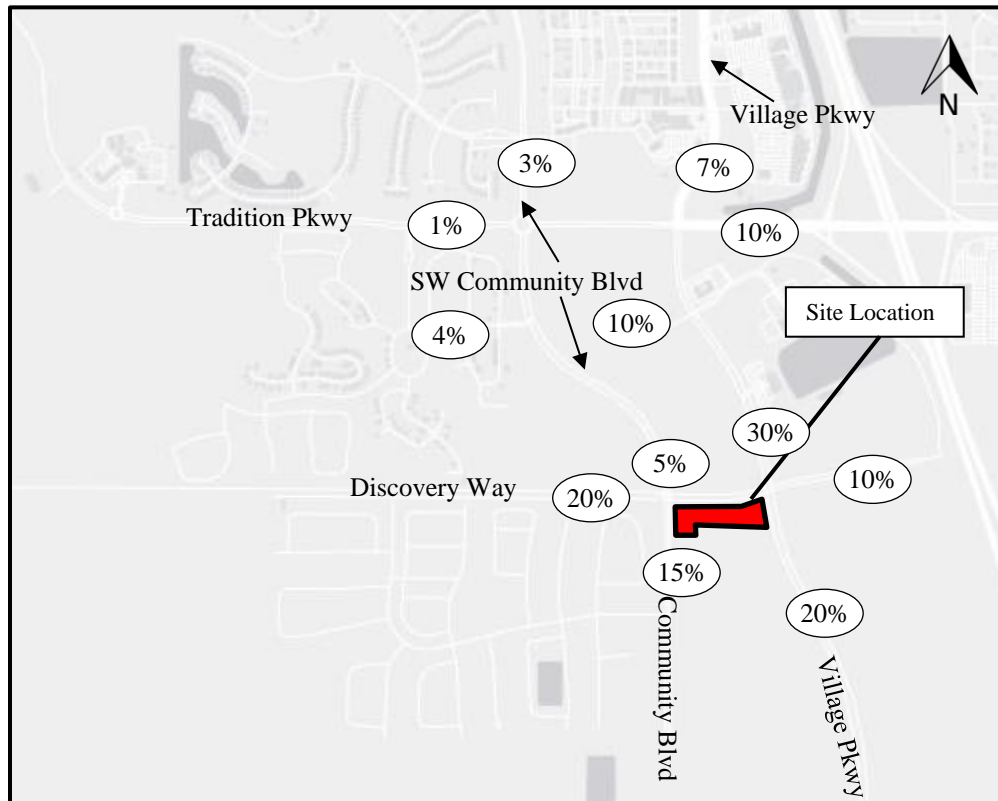 N
Village Pkwy
3%
7%
Tradition Pkwy
1%
10%
SW Community Blvd
Site Location
4%
10%
30%
5%
10%
Discovery Way
20%
15%
Community Blvd
20%
Village Pkwy